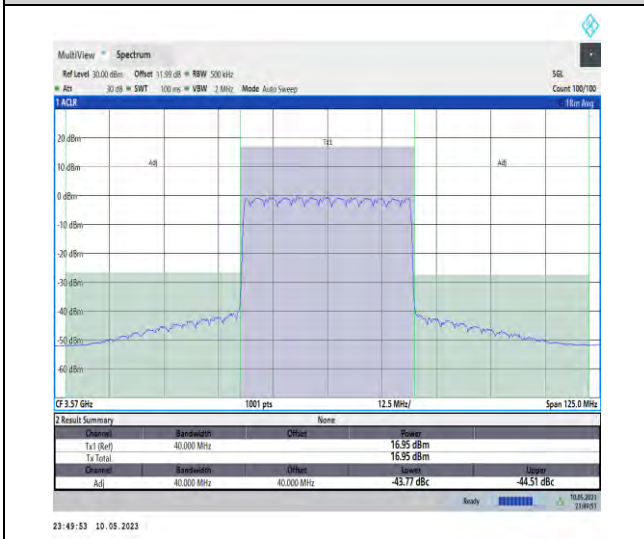 MultiView Spectrum
Ref Level 30.00 dBm Offset 11.99 dB RBW 500 kHz SGL
Att 30 dB SWT 100 ms VBW 2 MHz Mode Auto Sweep Count 100/100
1 ACLR 1Rm Avg
20 dBm
Tx1
10 dBm
Adj Adj
0 dBm
-10 dBm
-20 dBm
-30 dBm
-40 dBm
-50 dBm
-60 dBm
CF 3.57 GHz 1001 pts 12.5 MHz/ Span 125.0 MHz
2 Result Summary None
Channel Bandwidth Offset Power
Tx1 (Ref) 40.000 MHz 16.95 dBm
Tx Total 16.95 dBm
Channel Bandwidth Offset Lower Upper
Adj 40.000 MHz 40.000 MHz -43.77 dBc -44.51 dBc
Ready 10.05.2023
23:49:53
23:49:53 10.05.2023